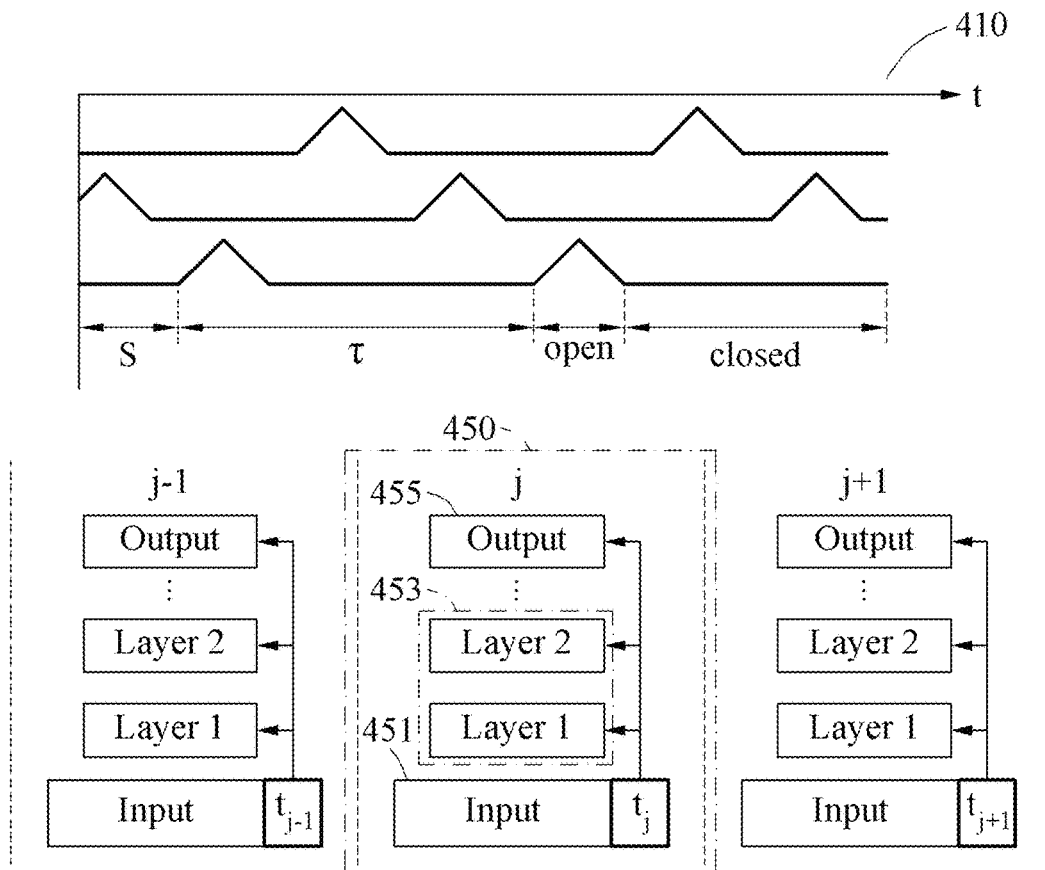 410
t
S
τ
open
closed
450
j-1
j
j+1
455
Output
Output
Output
⋮
⋮
⋮
453
Layer 2
Layer 2
Layer 2
451
Layer 1
Layer 1
Layer 1
Input t_{j-1}
Input t_j
Input t_{j+1}